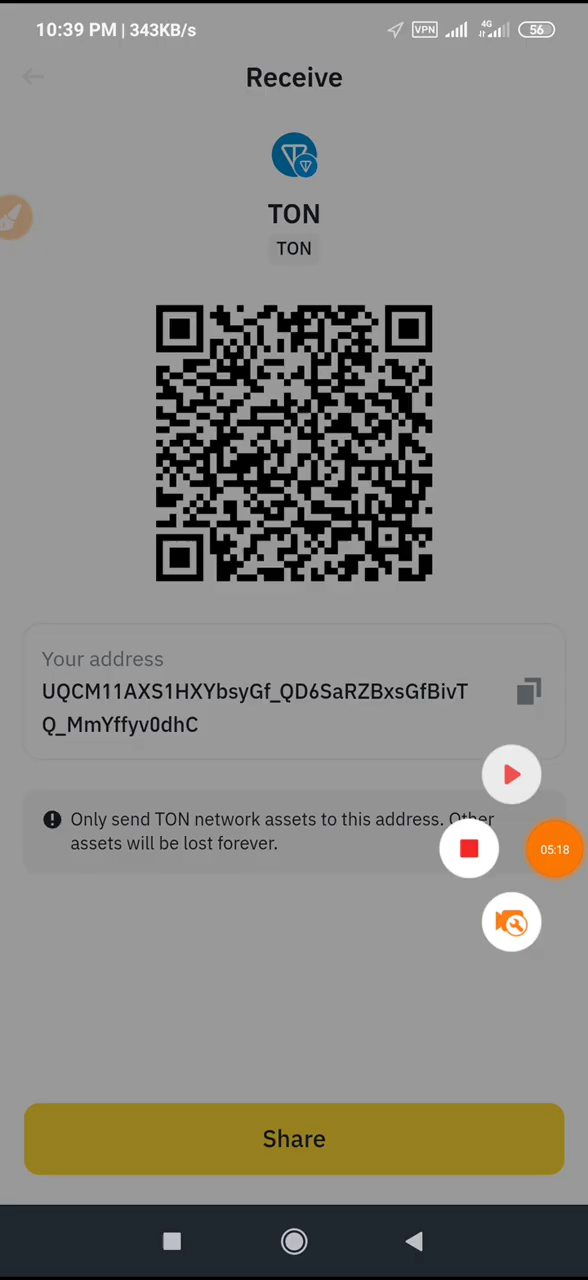 10:39 PM | 343KB/s
VPN
4G
56
Receive
TON
TON
Your address
UQCM11AXS1HXYbsyGf_QD6SaRZBxsGfBivT
Q_MmYffyv0dhC
Only send TON network assets to this address. Other
assets will be lost forever.
05:18
Share